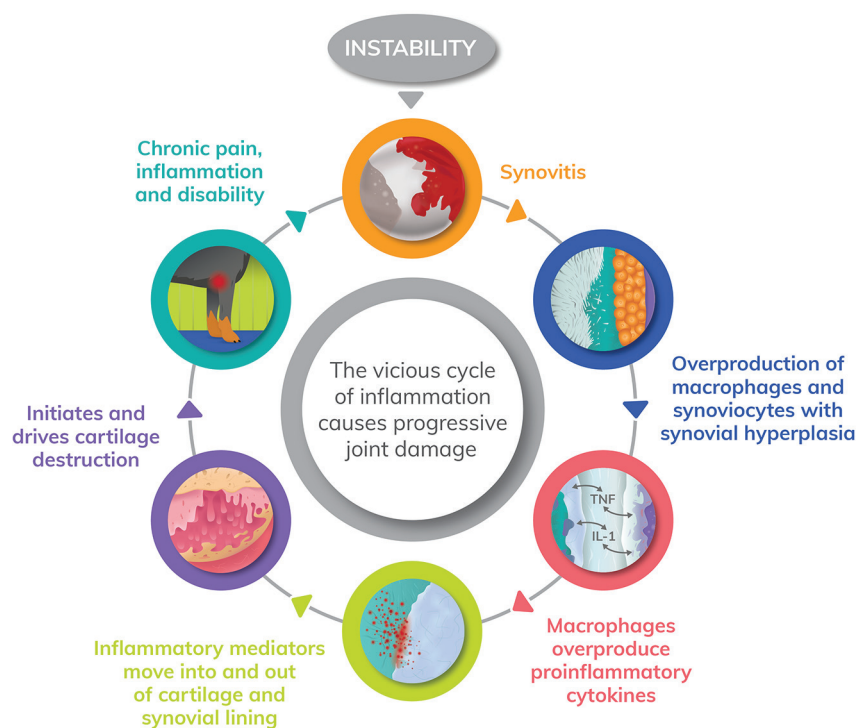 INSTABILITY
Synovitis
Overproduction of
macrophages and
synoviocytes with
synovial hyperplasia
TNF
IL-1
Macrophages
overproduce
proinflammatory
cytokines
Inflammatory mediators
move into and out
of cartilage and
synovial lining
Initiates and
drives cartilage
destruction
Chronic pain,
inflammation
and disability
The vicious cycle
of inflammation
causes progressive
joint damage